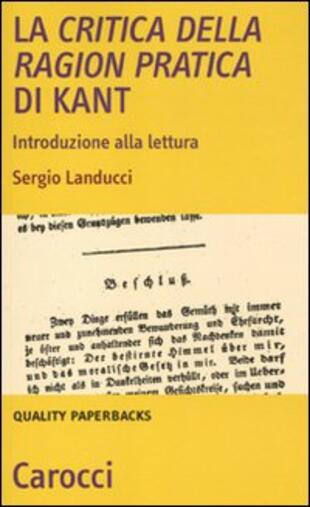 LA CRITICA DELLA
RAGION PRATICA
DI KANT
Introduzione alla lettura
Sergio Landucci
es bey diesen Grundzügen bewenden lasse.
Beschluß.
Zwey Dinge erfüllen das Gemüth mit immer
neuer und zunehmenden Bewunderung und Ehrfurcht,
je öfter und anhaltender sich das Nachdenken damit
beschäftigt: Der bestirnte Himmel über mir,
und das moralische Gesetz in mir. Beide darf
ich nicht als in Dunkelheiten verhüllt, oder im Ueber-
meinem Gesichtskreise, suchen und
QUALITY PAPERBACKS
Carocci